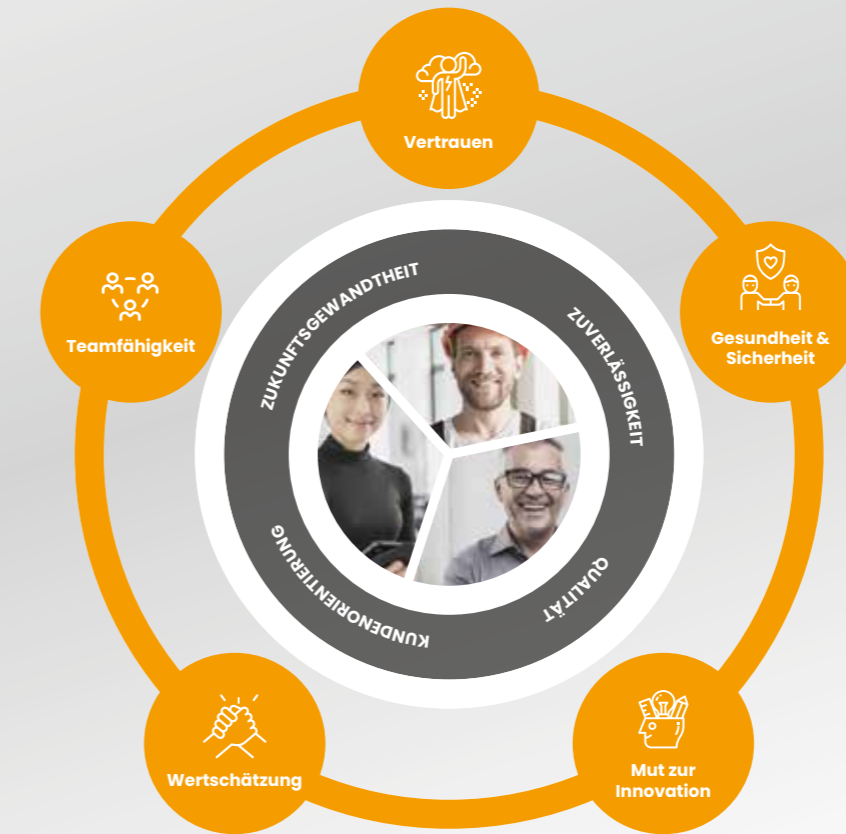 Vertrauen
Teamfähigkeit
Gesundheit &
Sicherheit
ZUKUNFTSGEWANDTHEIT
ZUVERLÄSSIGKEIT
KUNDENORIENTIERUNG
QUALITÄT
Wertschätzung
Mut zur
Innovation